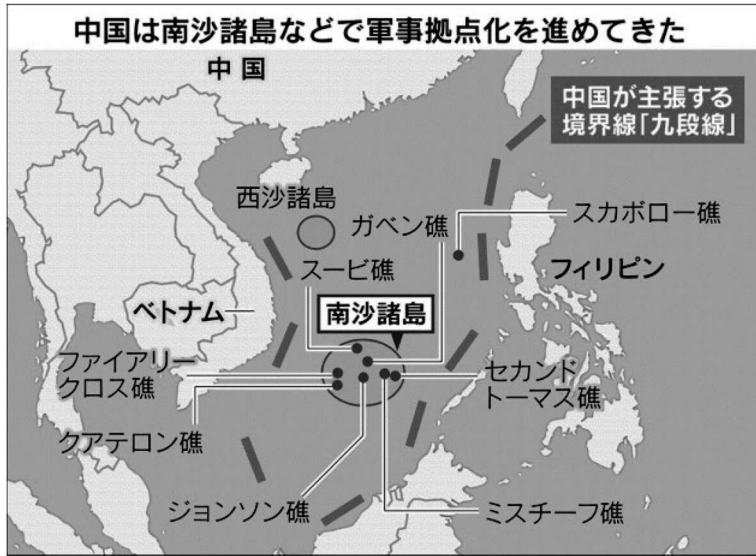 中国は南沙諸島などで軍事拠点化を進めてきた
中国
中国が主張する
境界線「九段線」
西沙諸島
ガベン礁
スカボロー礁
スービ礁
フィリピン
ベトナム
南沙諸島
ファイアリー
クロス礁
セカンド
トーマス礁
クアテロン礁
ジョンソン礁
ミスチーフ礁